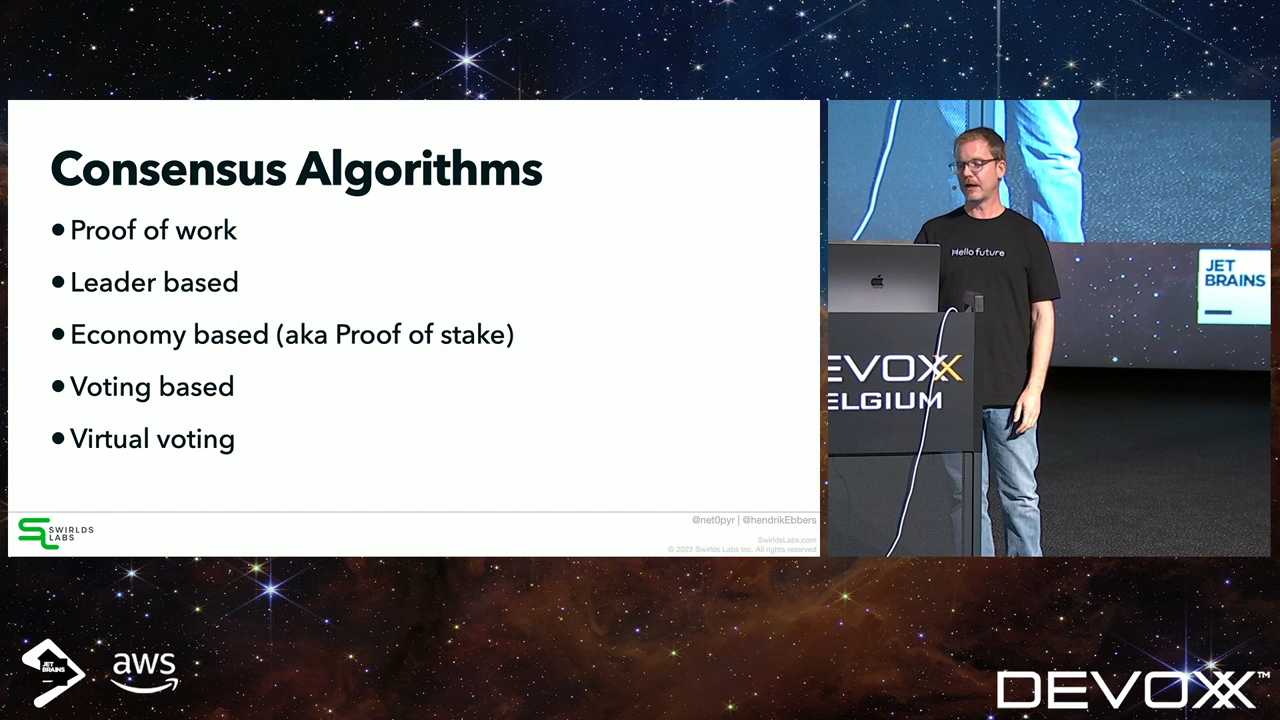 Consensus Algorithms
• Proof of work
• Leader based
• Economy based (aka Proof of stake)
• Voting based
• Virtual voting
SWIRLDS
LABS
@net0pyr | @hendrikEbbers
SwirldsLabs.com
© 2022 Swirlds Labs Inc. All rights reserved
Hello future
JET
BRAINS
DEVOXX
BELGIUM
JET
BRAINS
aws
DEVOXX™